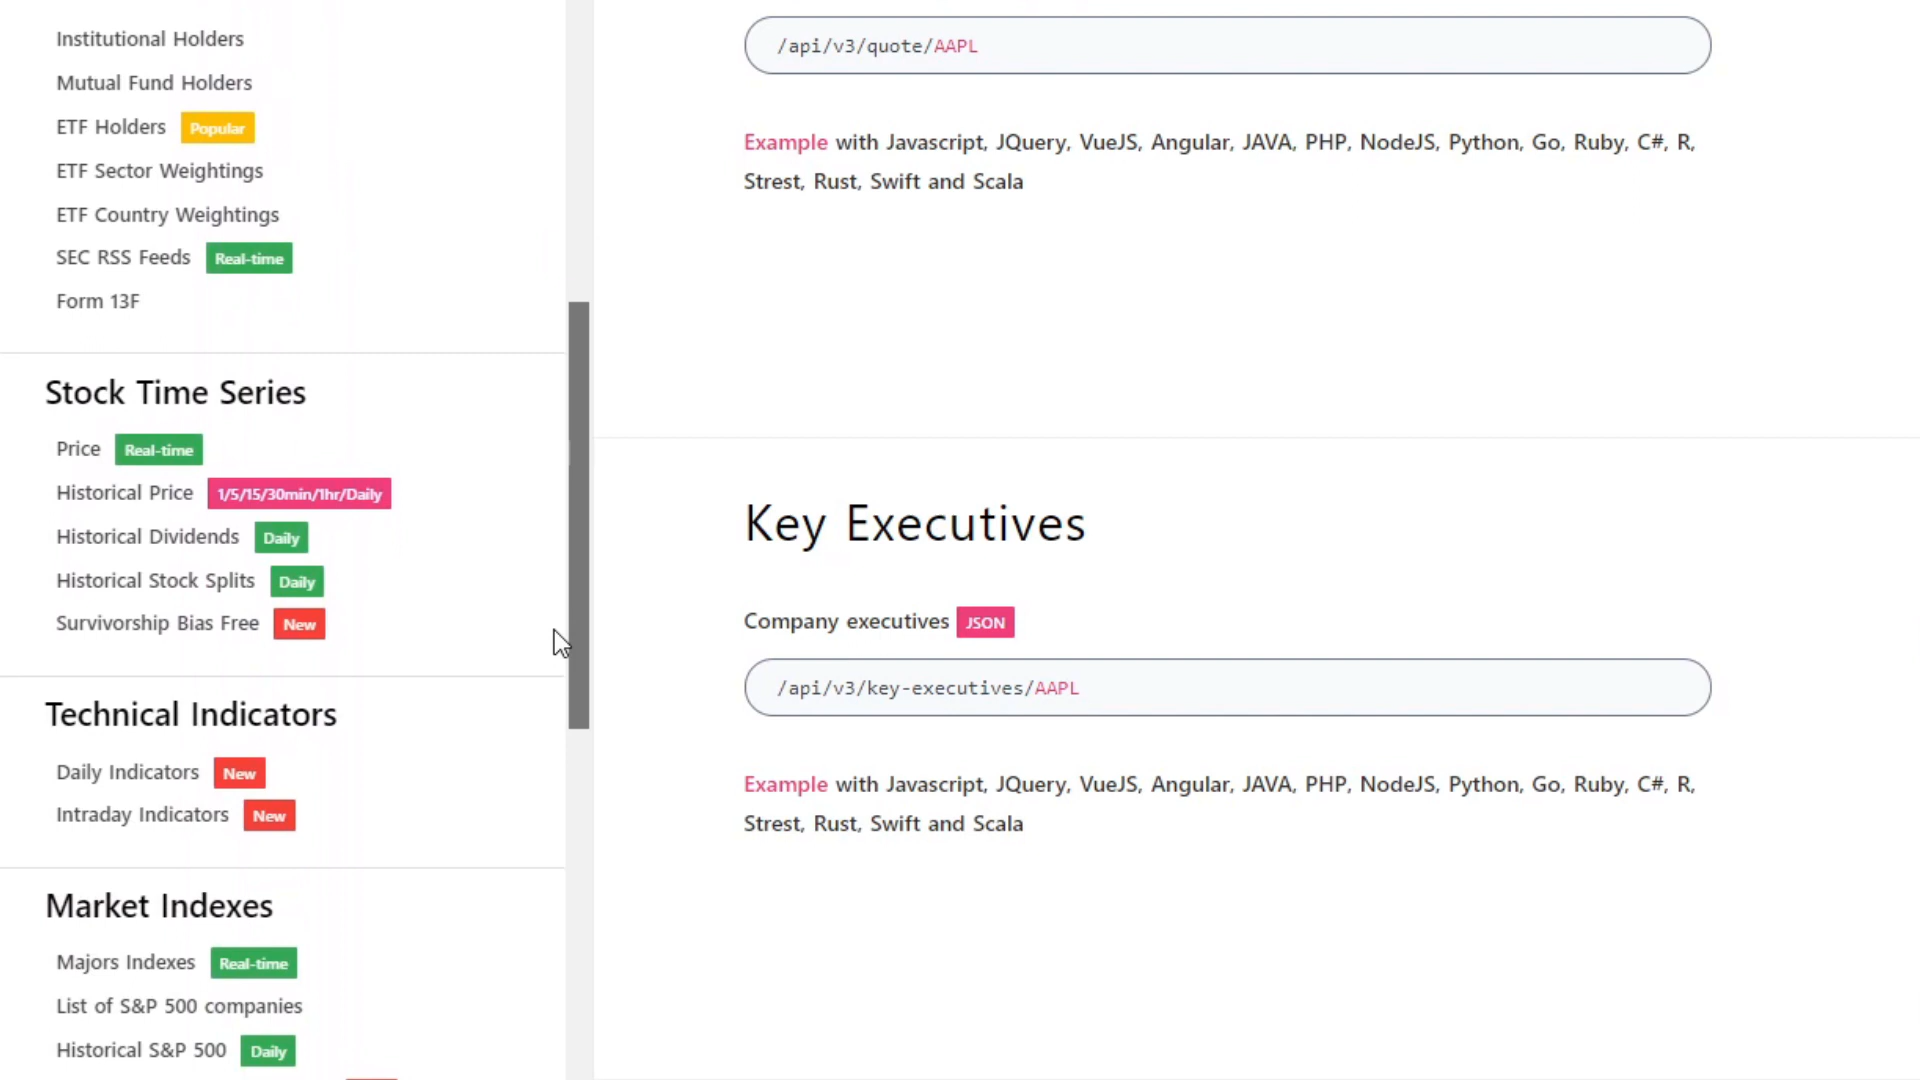 Institutional Holders
Mutual Fund Holders
ETF Holders Popular
ETF Sector Weightings
ETF Country Weightings
SEC RSS Feeds Real-time
Form 13F
Stock Time Series
Price Real-time
Historical Price 1/5/15/30min/1hr/Daily
Historical Dividends Daily
Historical Stock Splits Daily
Survivorship Bias Free New
Technical Indicators
Daily Indicators New
Intraday Indicators New
Market Indexes
Majors Indexes Real-time
List of S&P 500 companies
Historical S&P 500 Daily
/api/v3/quote/AAPL
Example with Javascript, JQuery, VueJS, Angular, JAVA, PHP, NodeJS, Python, Go, Ruby, C#, R,
Strest, Rust, Swift and Scala
Key Executives
Company executives JSON
/api/v3/key-executives/AAPL
Example with Javascript, JQuery, VueJS, Angular, JAVA, PHP, NodeJS, Python, Go, Ruby, C#, R,
Strest, Rust, Swift and Scala